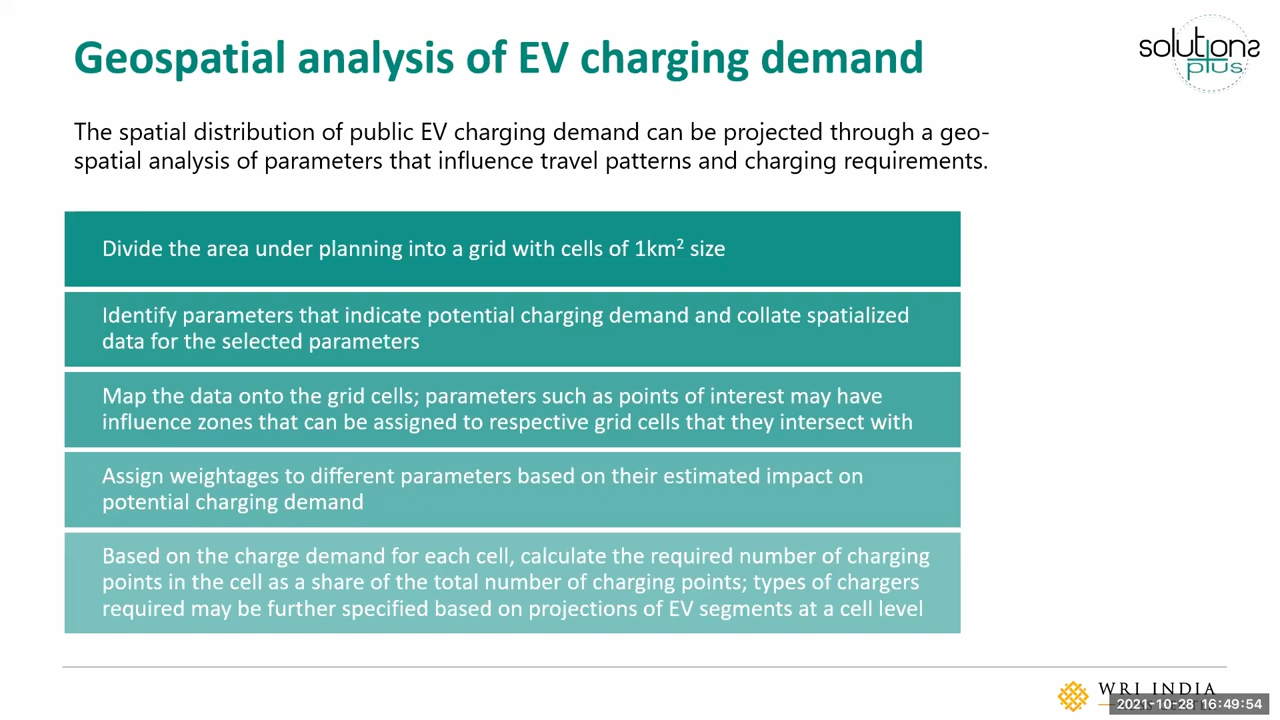 Geospatial analysis of EV charging demand
solutions
plus
The spatial distribution of public EV charging demand can be projected through a geo-
spatial analysis of parameters that influence travel patterns and charging requirements.
Divide the area under planning into a grid with cells of 1km² size
Identify parameters that indicate potential charging demand and collate spatialized
data for the selected parameters
Map the data onto the grid cells; parameters such as points of interest may have
influence zones that can be assigned to respective grid cells that they intersect with
Assign weightages to different parameters based on their estimated impact on
potential charging demand
Based on the charge demand for each cell, calculate the required number of charging
points in the cell as a share of the total number of charging points; types of chargers
required may be further specified based on projections of EV segments at a cell level
WRI INDIA
2021-10-28 16:49:54